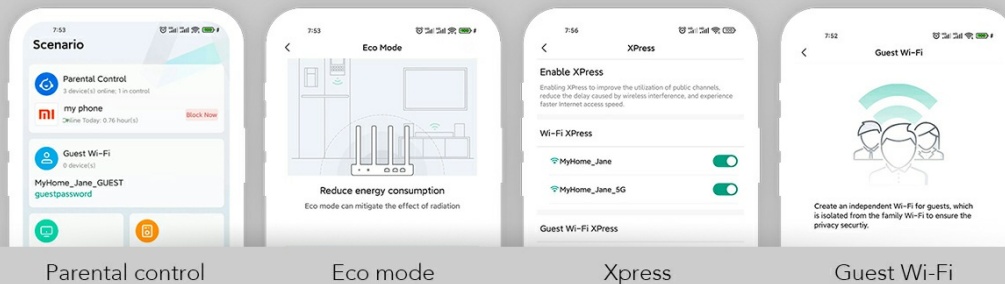 7:53
Scenario
Parental Control
3 device(s) online: 1 in control
mi
my phone
Online Today: 0.76 hour(s)
Block Now
Guest Wi-Fi
0 device(s)
MyHome_Jane_GUEST
guestpassword
Parental control
7:53
Eco Mode
Reduce energy consumption
Eco mode can mitigate the effect of radiation
Eco mode
7:56
XPress
Enable XPress
Enabling XPress to improve the utilization of public channels,
reduce the delay caused by wireless interference, and experience
faster Internet access speed.
Wi-Fi XPress
MyHome_Jane
MyHome_Jane_5G
Guest Wi-Fi XPress
Xpress
7:52
Guest Wi-Fi
Create an independent Wi-Fi for guests, which
is isolated from the family Wi-Fi to ensure the
privacy securtiy.
Guest Wi-Fi